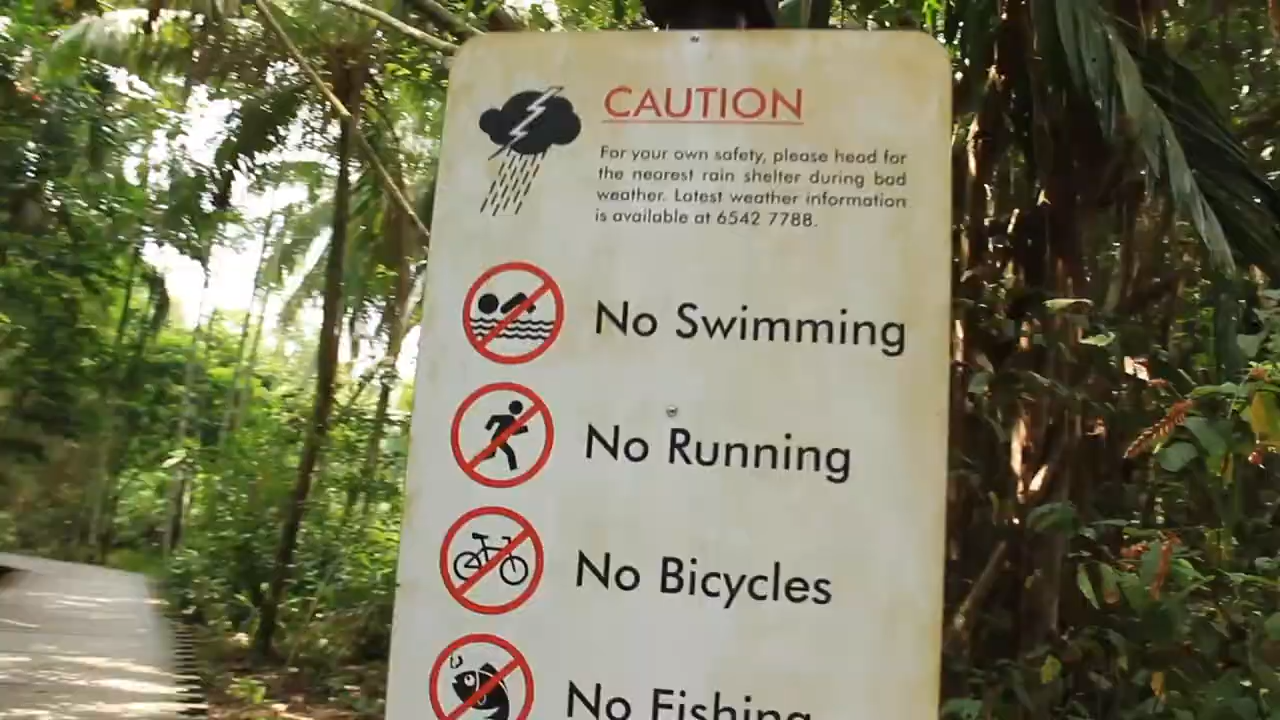 CAUTION
For your own safety, please head for
the nearest rain shelter during bad
weather. Latest weather information
is available at 6542 7788.
No Swimming
No Running
No Bicycles
No Fishing